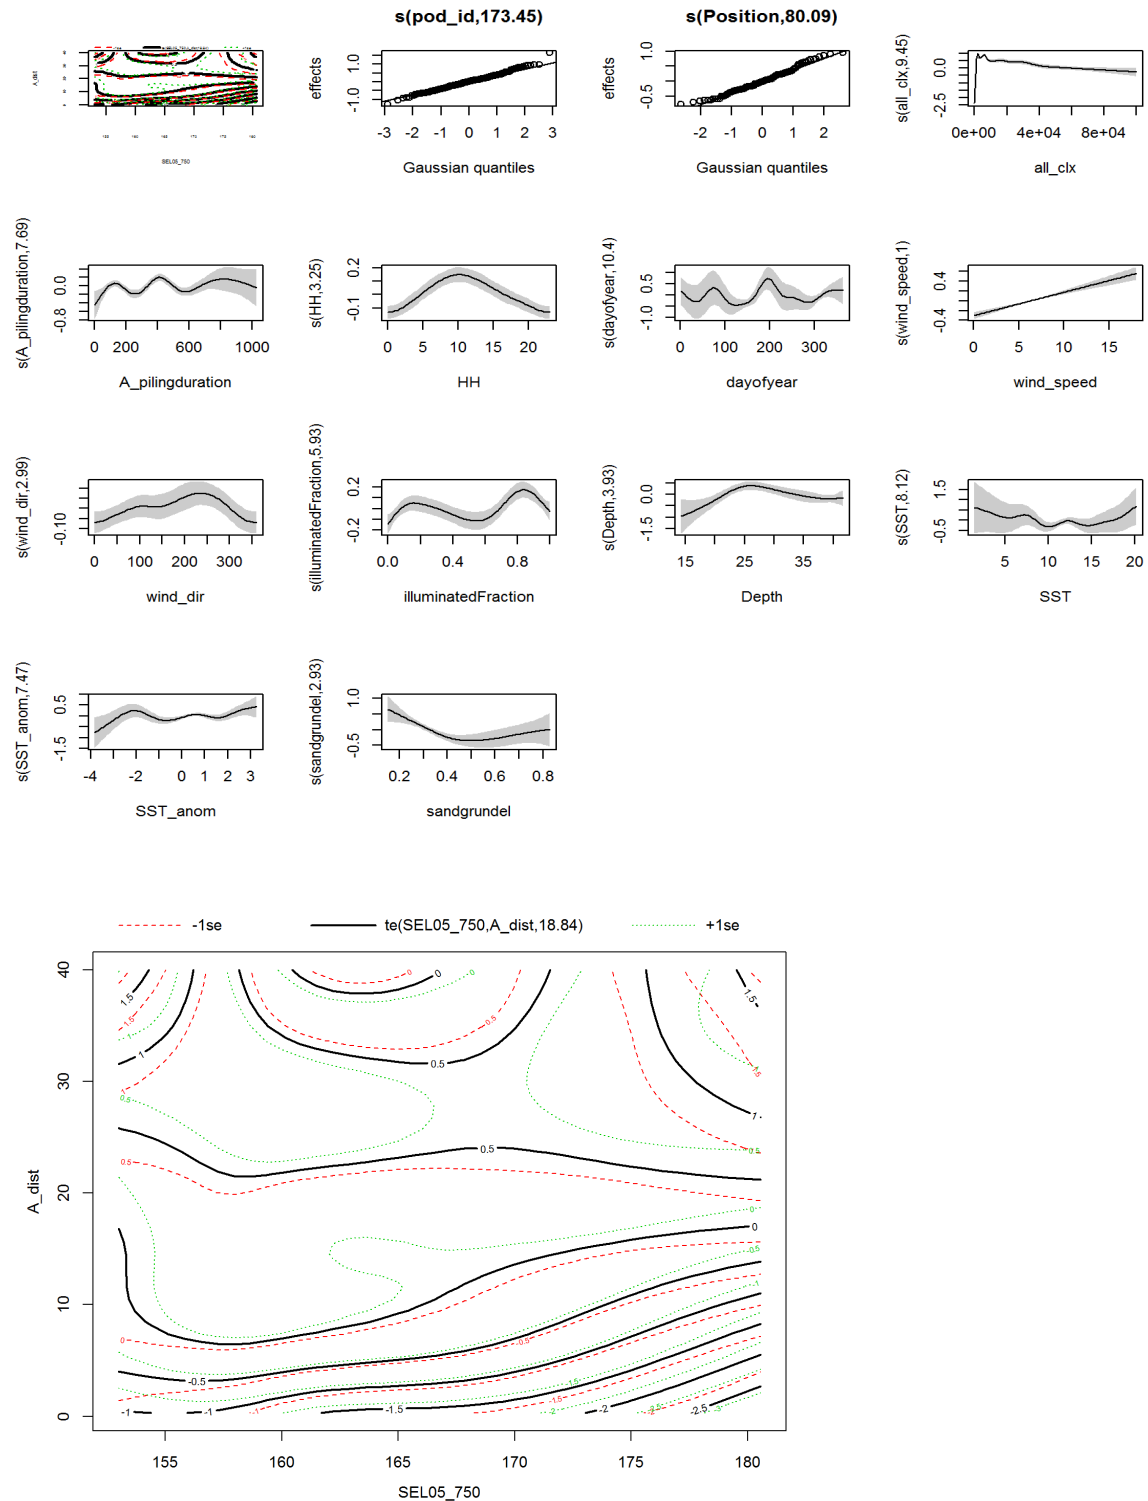 s(pod_id,173.45)
s(Position,80.09)
A_dist
SEL05_750
effects
-1.0 1.0
-3 -2 -1 0 1 2 3
Gaussian quantiles
effects
-0.5 1.0
-2 -1 0 1 2
Gaussian quantiles
s(all_clx,9.45)
-2.5 0.0
0e+00 4e+04 8e+04
all_clx
s(A_pilingduration,7.69)
-0.8 0.0
0 200 600 1000
A_pilingduration
s(HH,3.25)
-0.1 0.2
0 5 10 20
HH
s(dayofyear,10.4)
-1.0 0.5
0 100 200 300
dayofyear
s(wind_speed,1)
-0.4 0.4
0 5 10 15
wind_speed
s(wind_dir,2.99)
-0.10
0 100 200 300
wind_dir
s(illuminatedFraction,5.93)
-0.2 0.2
0.0 0.4 0.8
illuminatedFraction
s(Depth,3.93)
-1.5 0.0
15 25 35
Depth
s(SST,8.12)
-0.5 1.5
5 10 15 20
SST
s(SST_anom,7.47)
-1.5 0.5
-4 -2 0 1 2 3
SST_anom
s(sandgrundel,2.93)
-0.5 1.0
0.2 0.4 0.6 0.8
sandgrundel
-1se te(SEL05_750,A_dist,18.84) +1se
A_dist
0 10 20 30 40
155 160 165 170 175 180
SEL05_750